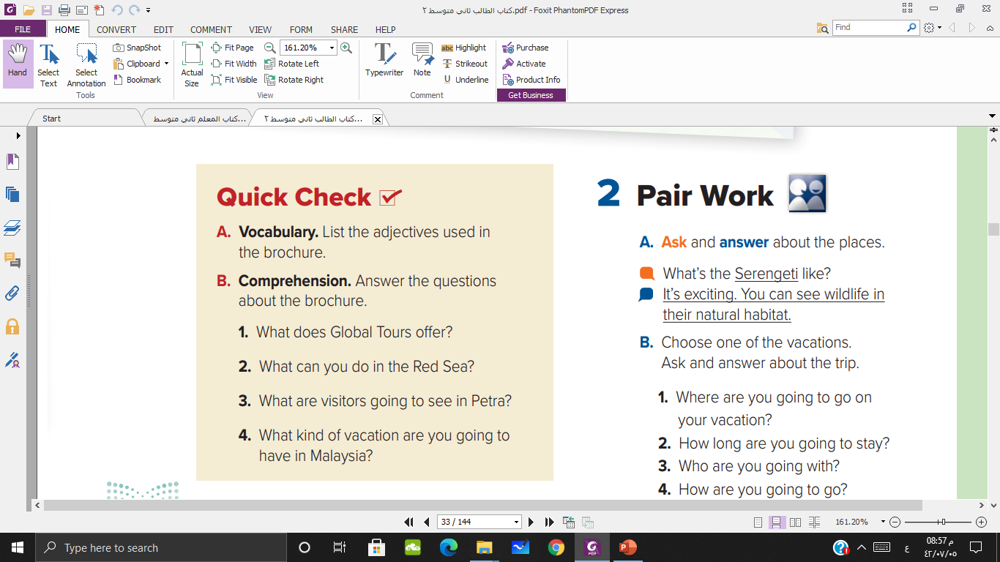 كتاب الطالب ثاني متوسط ٢.pdf - Foxit PhantomPDF Express
FILE
HOME
CONVERT
EDIT
COMMENT
VIEW
FORM
SHARE
HELP
Find
Hand
Select Text
Select Annotation
SnapShot
Clipboard
Bookmark
Tools
Actual Size
Fit Page
Fit Width
Fit Visible
161.20%
Rotate Left
Rotate Right
View
Typewriter
Note
abc Highlight
T Strikeout
U Underline
Comment
Purchase
Activate
Product Info
Get Business
Start
كتاب المعلم ثاني متوسط...
كتاب الطالب ثاني متوسط ٢...
Quick Check
A. Vocabulary. List the adjectives used in
the brochure.
B. Comprehension. Answer the questions
about the brochure.
1. What does Global Tours offer?
2. What can you do in the Red Sea?
3. What are visitors going to see in Petra?
4. What kind of vacation are you going to
have in Malaysia?
2 Pair Work
A. Ask and answer about the places.
What's the Serengeti like?
It's exciting. You can see wildlife in
their natural habitat.
B. Choose one of the vacations.
Ask and answer about the trip.
1. Where are you going to go on
your vacation?
2. How long are you going to stay?
3. Who are you going with?
4. How are you going to go?
33 / 144
161.20%
Type here to search
PDF
ع
08:57 م
٤٢/٠٧/٠٥